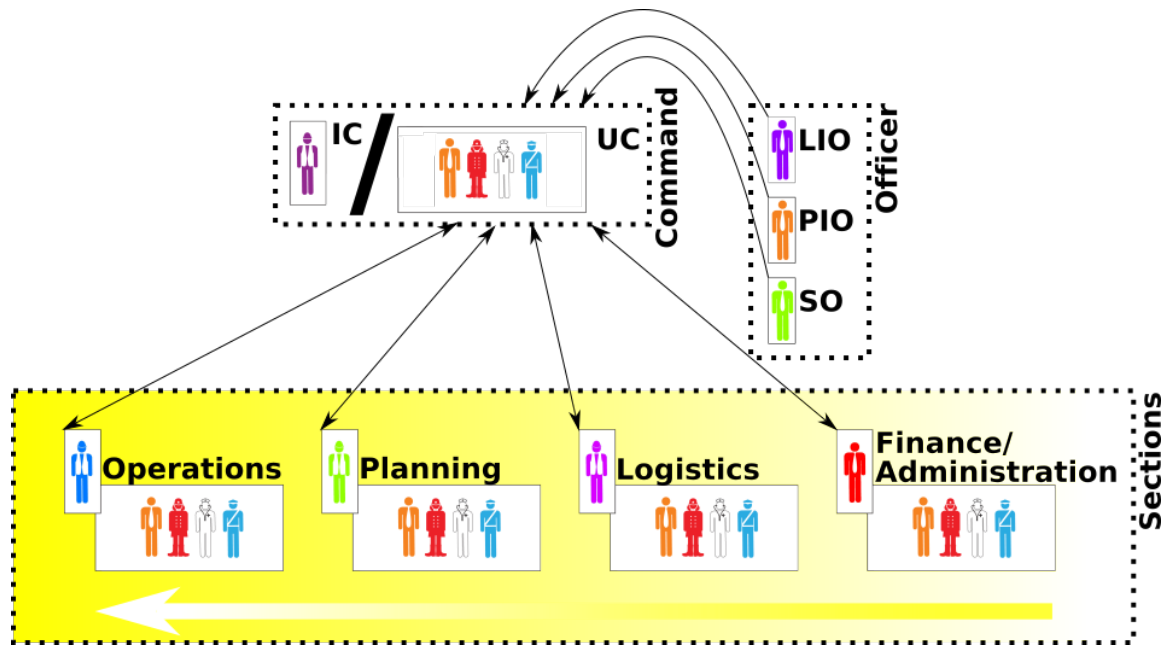 IC
UC
Command
LIO
PIO
SO
Officer
Operations
Planning
Logistics
Finance/
Administration
Sections